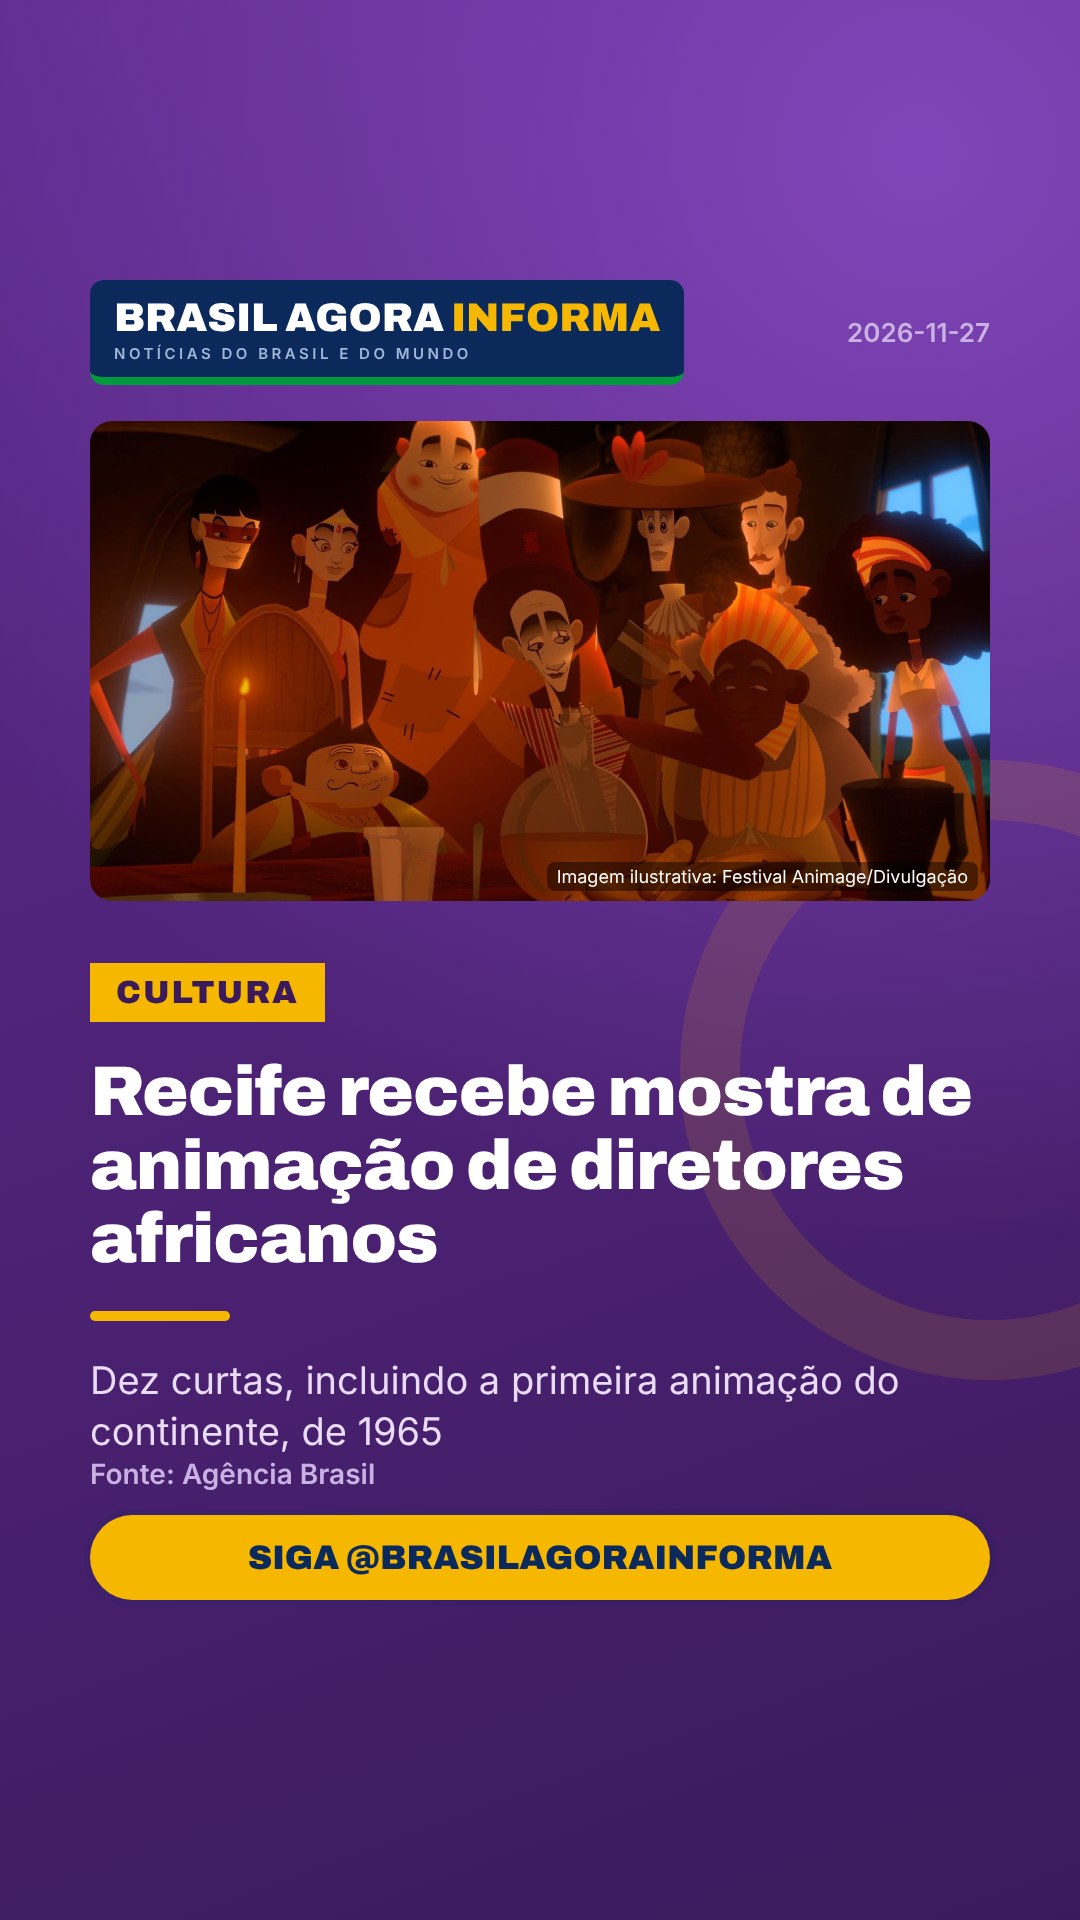 BRASIL AGORA INFORMA
NOTÍCIAS DO BRASIL E DO MUNDO
2026-11-27
Imagem ilustrativa: Festival Animage/Divulgação
CULTURA
Recife recebe mostra de
animação de diretores
africanos
Dez curtas, incluindo a primeira animação do
continente, de 1965
Fonte: Agência Brasil
SIGA @BRASILAGORAINFORMA